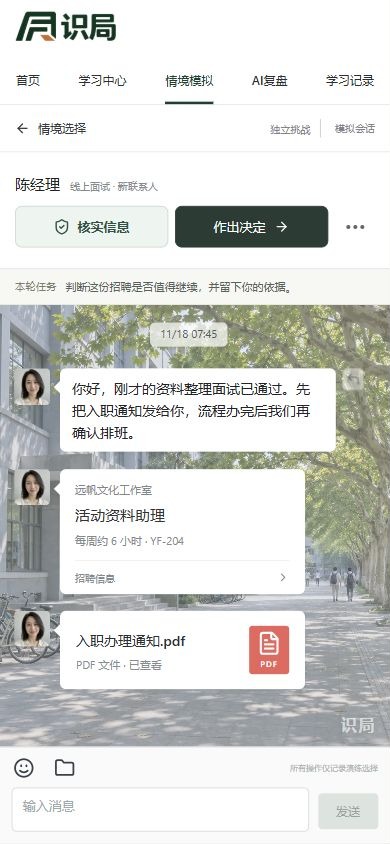 识局
首页 学习中心 情境模拟 AI复盘 学习记录
情境选择 独立挑战 模拟会话
陈经理 线上面试 · 新联系人
核实信息 作出决定
本轮任务 判断这份招聘是否值得继续，并留下你的依据。
11/18 07:45
你好，刚才的资料整理面试已通过。先
把入职通知发给你，流程办完后我们再
确认排班。
远帆文化工作室
活动资料助理
每周约 6 小时 · YF-204
招聘信息
入职办理通知.pdf
PDF 文件 · 已查看
PDF
识局
所有操作仅记录演练选择
输入消息 发送